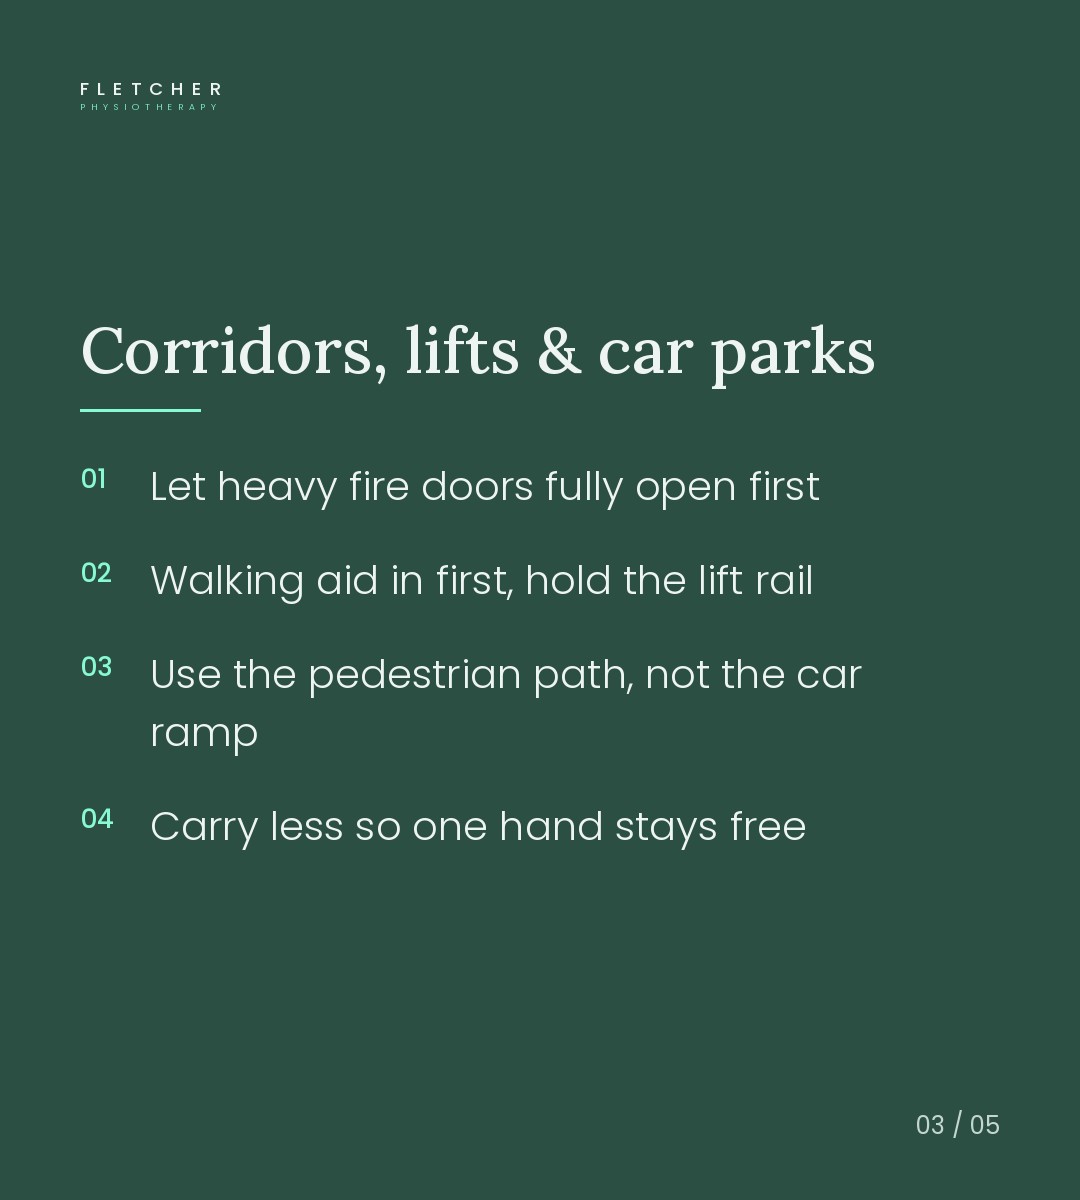 FLETCHER
PHYSIOTHERAPY
Corridors, lifts & car parks
01 Let heavy fire doors fully open first
02 Walking aid in first, hold the lift rail
03 Use the pedestrian path, not the car
ramp
04 Carry less so one hand stays free
03 / 05